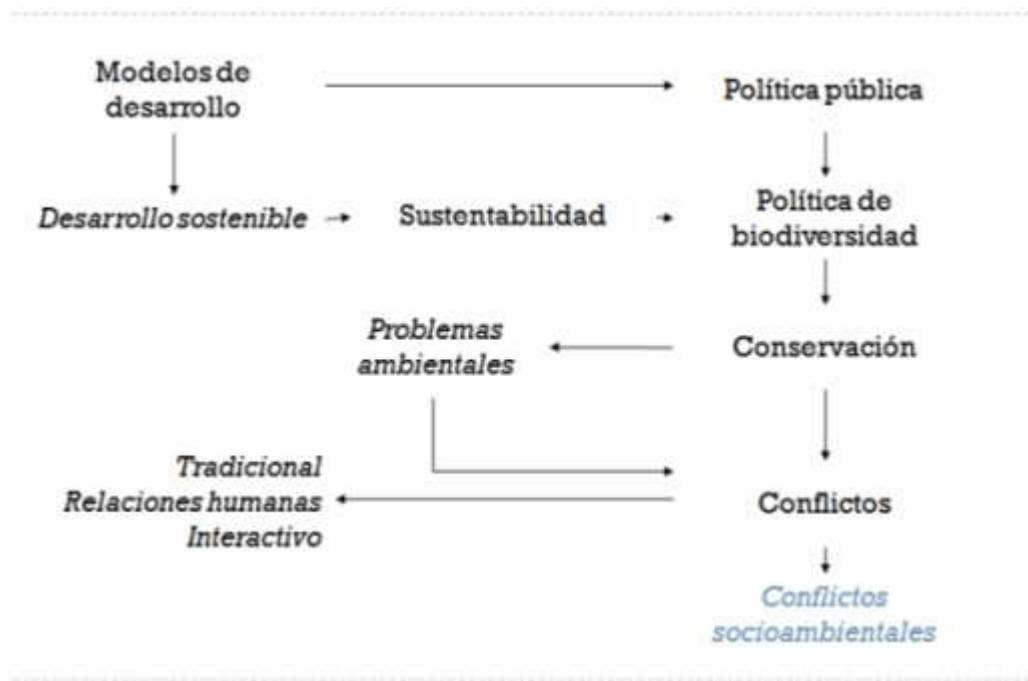 Modelos de
desarrollo
Política pública
Desarrollo sostenible
Sustentabilidad
Política de
biodiversidad
Problemas
ambientales
Conservación
Tradicional
Relaciones humanas
Interactivo
Conflictos
Conflictos
socioambientales